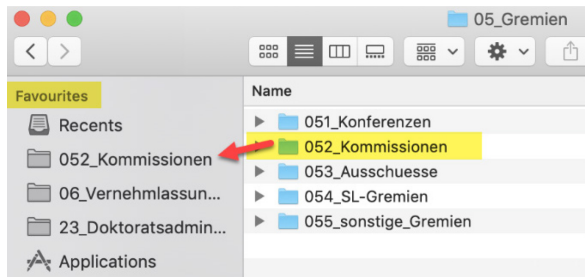 05_Gremien
Favourites
Recents
052_Kommissionen
06_Vernehmlassun...
23_Doktoratsadmin...
Applications
Name
051_Konferenzen
052_Kommissionen
053_Ausschuesse
054_SL-Gremien
055_sonstige_Gremien